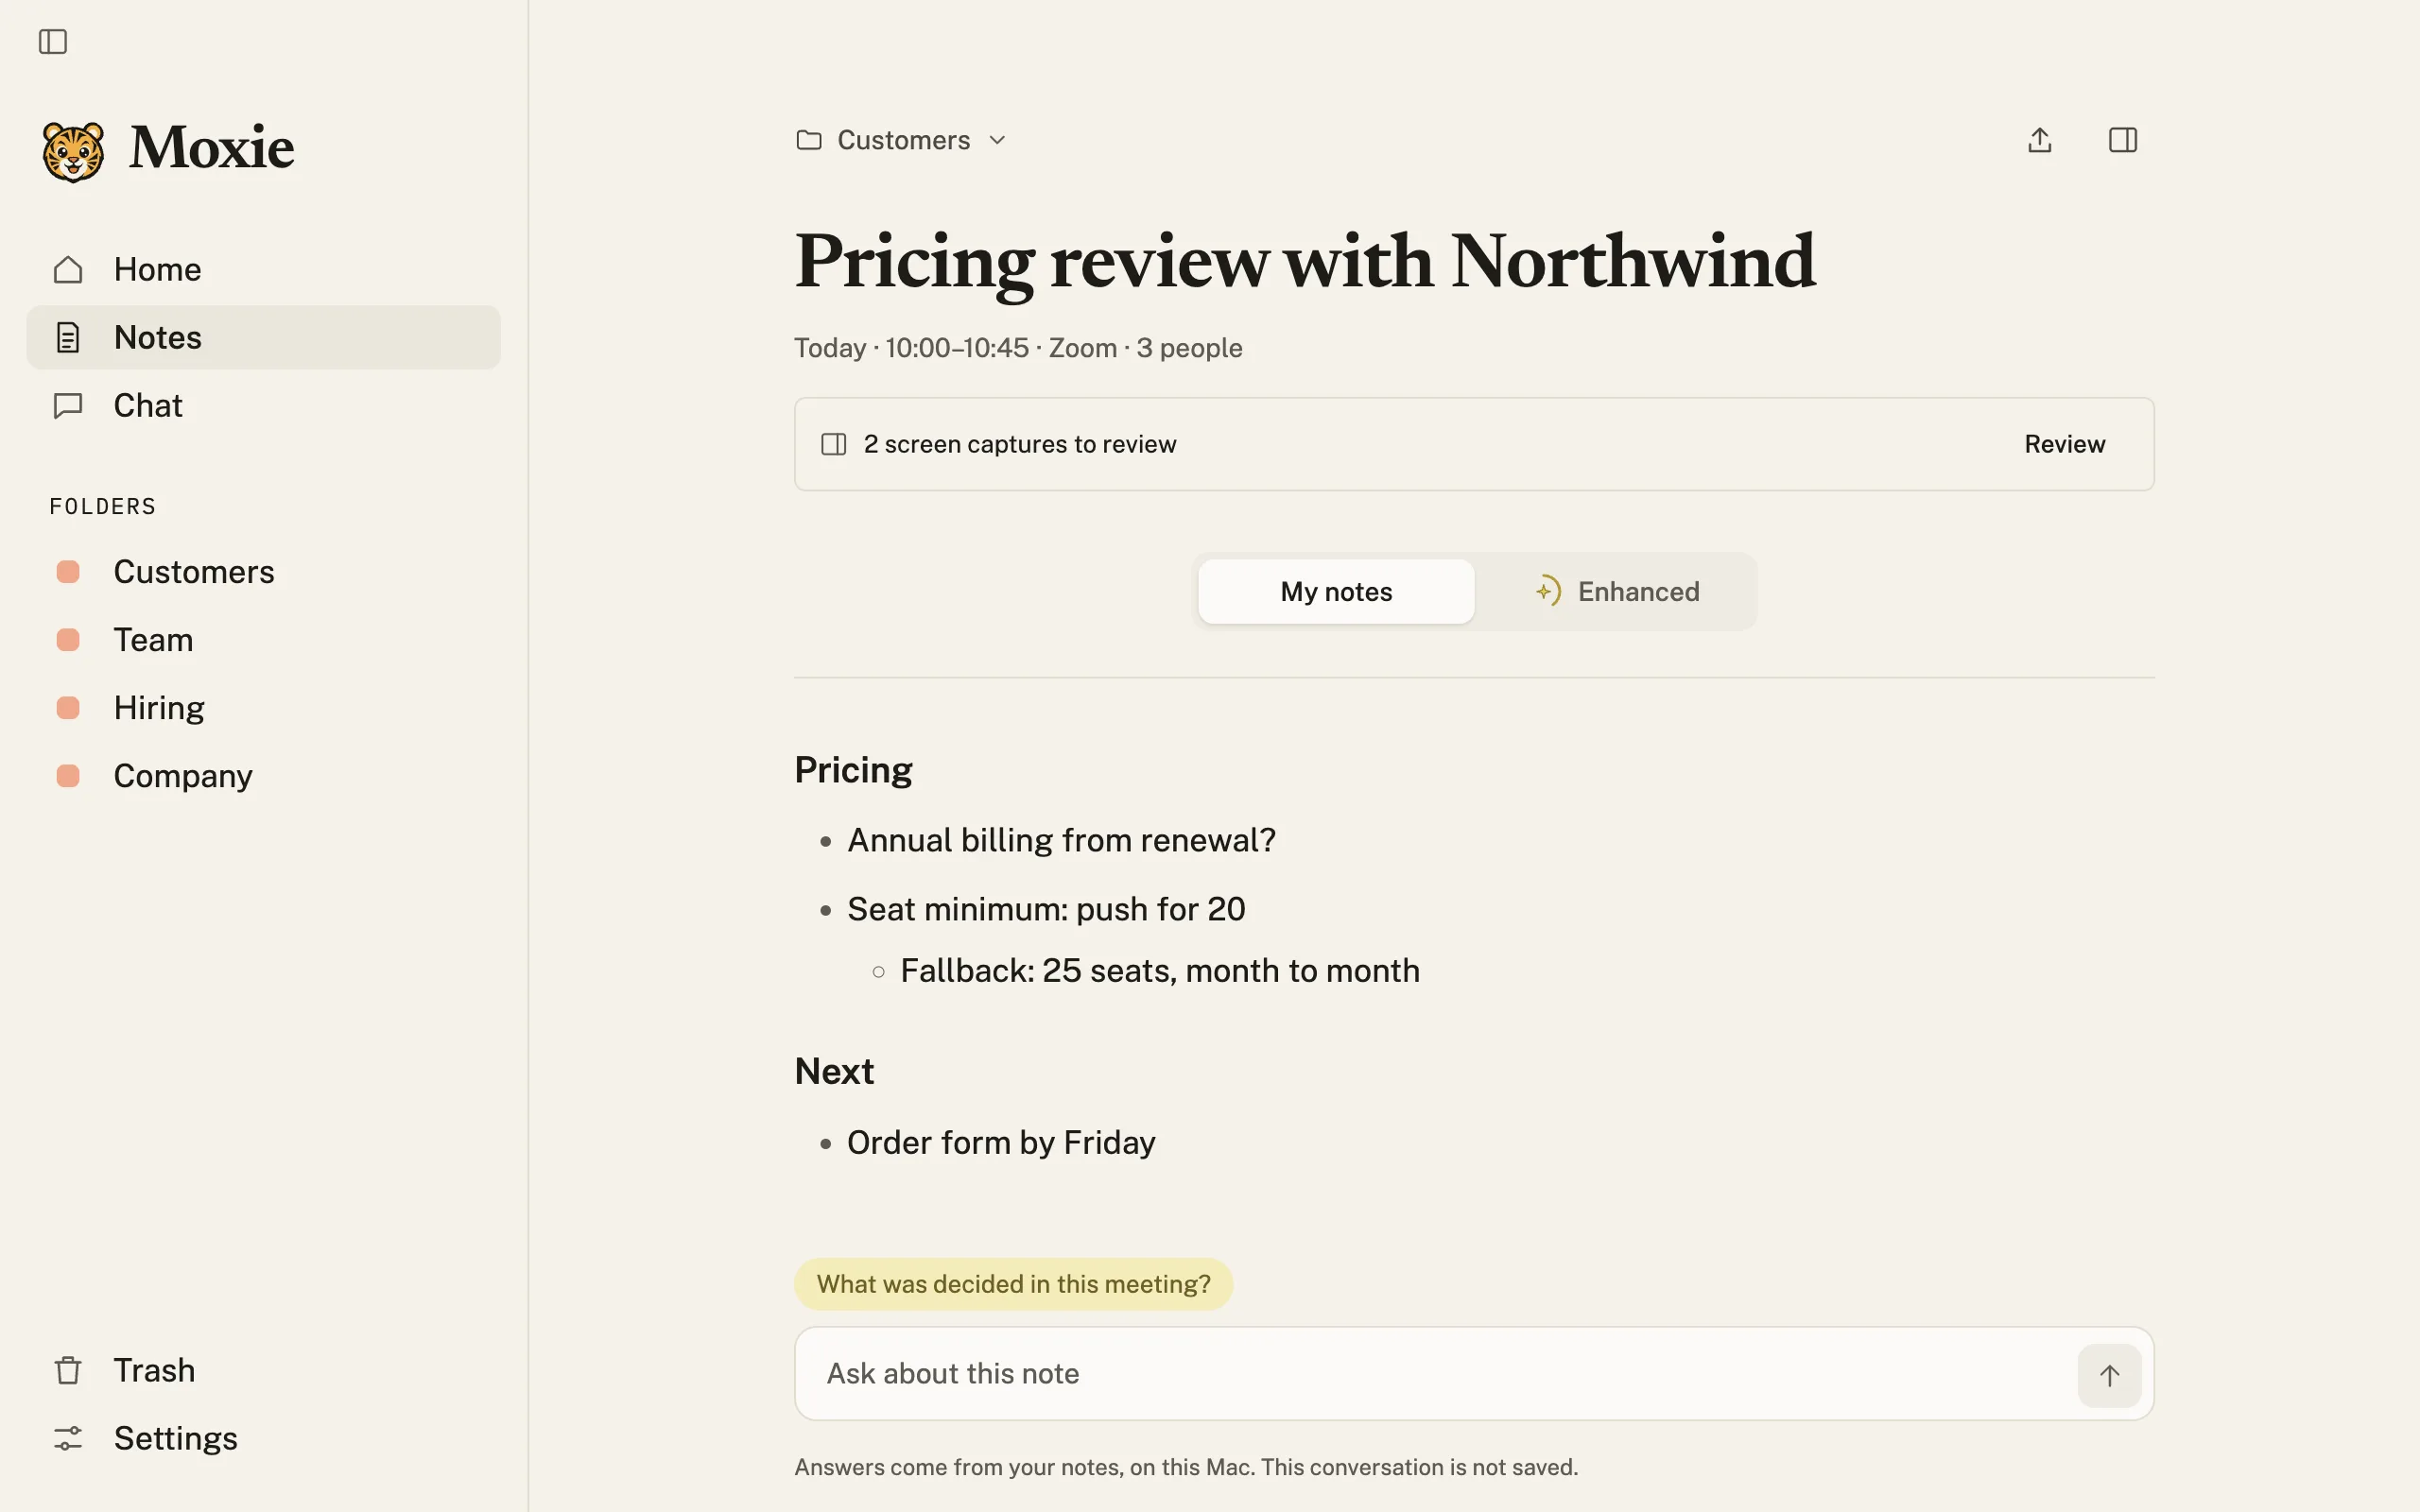 Moxie
Home
Notes
Chat
FOLDERS
Customers
Team
Hiring
Company
Trash
Settings
Customers
Pricing review with Northwind
Today · 10:00–10:45 · Zoom · 3 people
2 screen captures to review
Review
My notes
Enhanced
Pricing
Annual billing from renewal?
Seat minimum: push for 20
Fallback: 25 seats, month to month
Next
Order form by Friday
What was decided in this meeting?
Ask about this note
Answers come from your notes, on this Mac. This conversation is not saved.